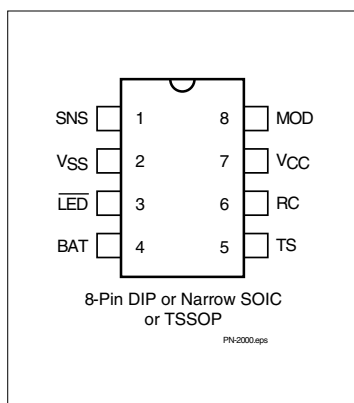 SNS 1 8 MOD
VSS 2 7 VCC
LED 3 6 RC
BAT 4 5 TS
8-Pin DIP or Narrow SOIC
or TSSOP
PN-2000.eps